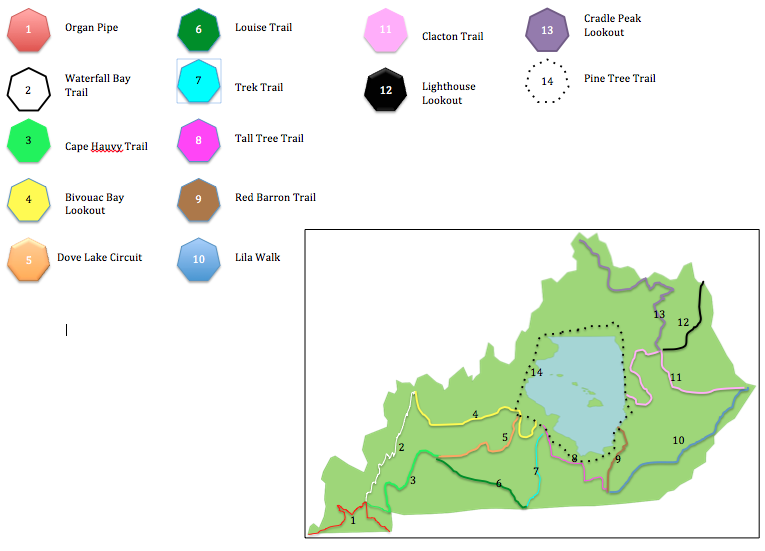 1 Organ Pipe
2 Waterfall Bay
Trail
3 Cape Hauvy Trail
4 Bivouac Bay
Lookout
5 Dove Lake Circuit
6 Louise Trail
7 Trek Trail
8 Tall Tree Trail
9 Red Barron Trail
10 Lila Walk
11 Clacton Trail
12 Lighthouse
Lookout
13 Cradle Peak
Lookout
14 Pine Tree Trail
13
12
14
11
4
5
2
10
8
9
7
3
6
1